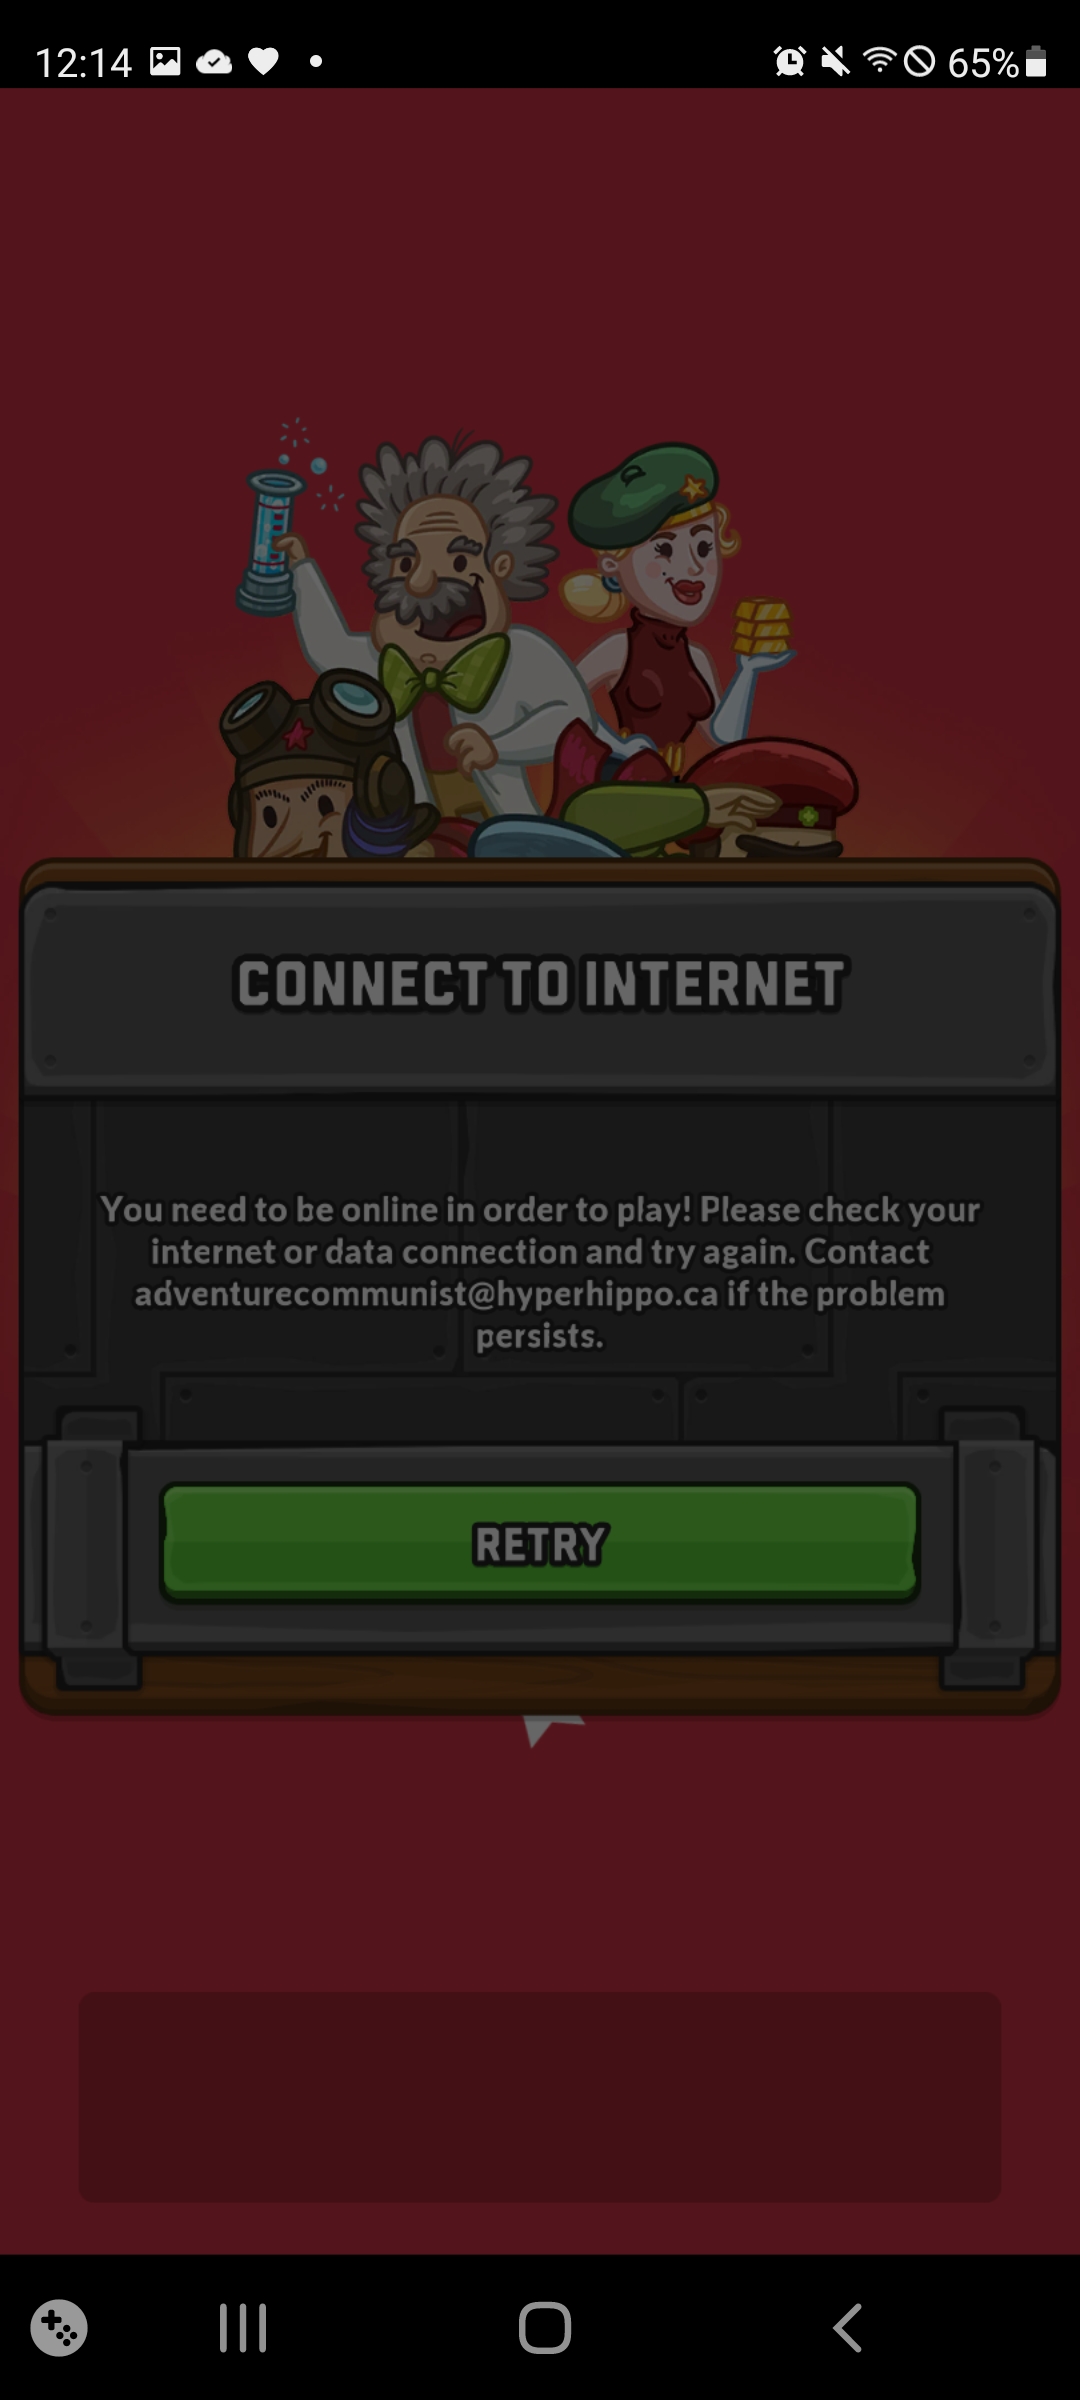 12:14
65%
CONNECT TO INTERNET
You need to be online in order to play! Please check your
internet or data connection and try again. Contact
adventurecommunist@hyperhippo.ca if the problem
persists.
RETRY